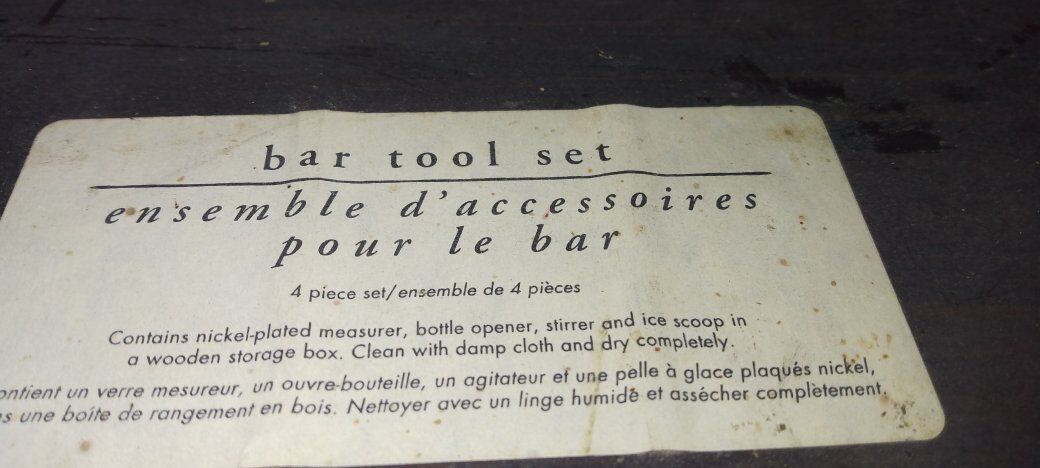 bar tool set
ensemble d'accessoires
pour le bar
4 piece set/ensemble de 4 pièces
Contains nickel-plated measurer, bottle opener, stirrer and ice scoop in
a wooden storage box. Clean with damp cloth and dry completely.
ontient un verre mesureur, un ouvre-bouteille, un agitateur et une pelle à glace plaqués nickel,
s une boîte de rangement en bois. Nettoyer avec un linge humide et assécher complètement.